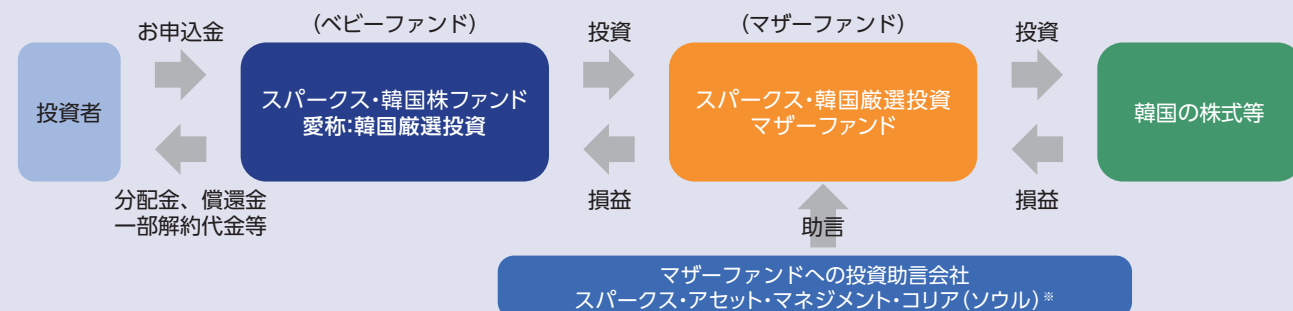 お申込金
(ベビーファンド)
投資
(マザーファンド)
投資
投資者
スパークス・韓国株ファンド
愛称:韓国厳選投資
スパークス・韓国厳選投資
マザーファンド
韓国の株式等
分配金、償還金
一部解約代金等
損益
損益
助言
マザーファンドへの投資助言会社
スパークス・アセット・マネジメント・コリア(ソウル)※